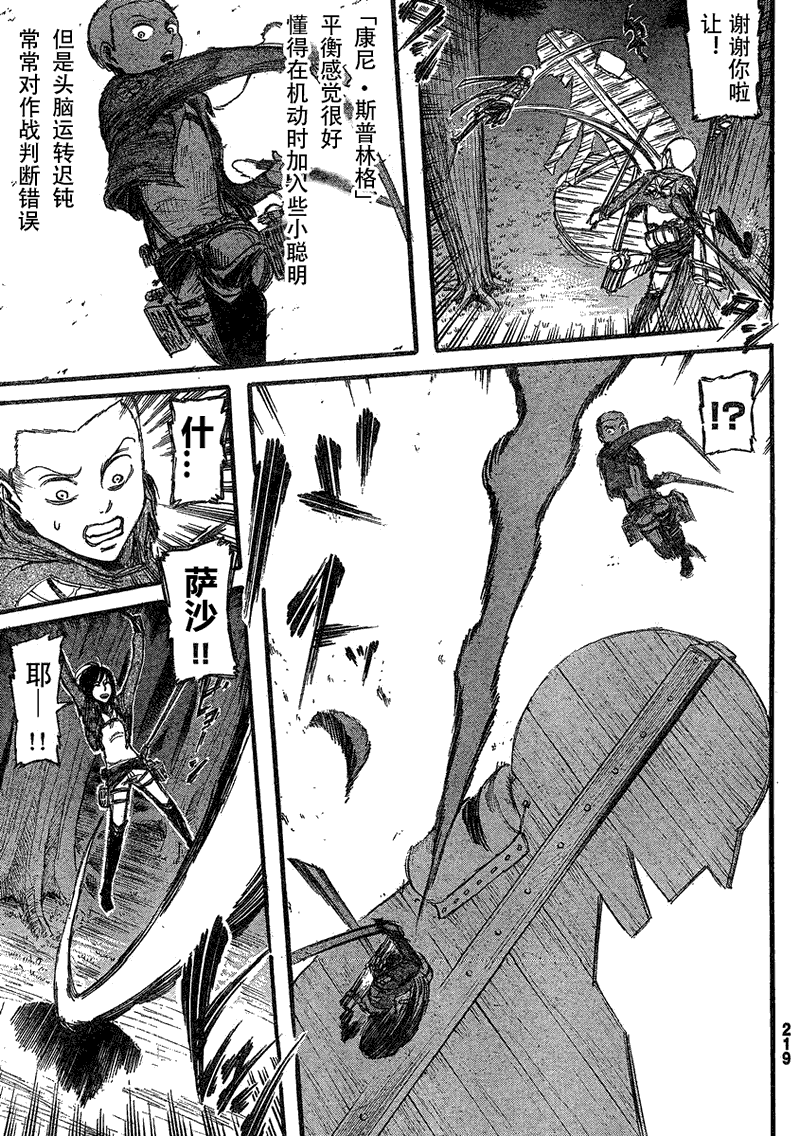 谢谢你啦
让！
「康尼·斯普林格」
平衡感觉很好
懂得在机动时加入些小聪明
但是头脑运转迟钝
常常对作战判断错误
!?
什…
萨沙!!
耶—!!
219